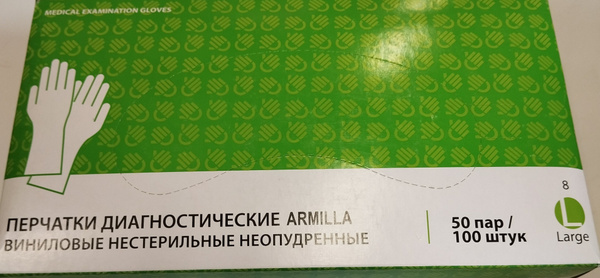 MEDICAL EXAMINATION GLOVES
ПЕРЧАТКИ ДИАГНОСТИЧЕСКИЕ ARMILLA
ВИНИЛОВЫЕ НЕСТЕРИЛЬНЫЕ НЕОПУДРЕННЫЕ
50 пар /
100 штук
8
L
Large